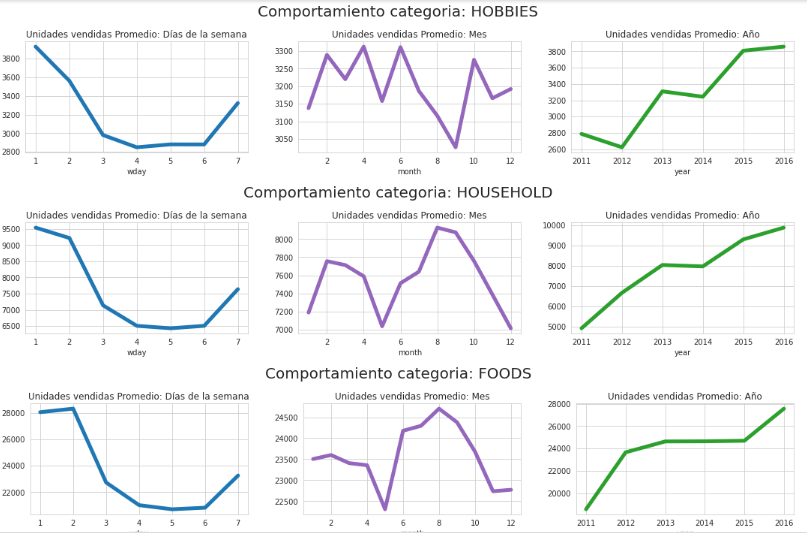 Comportamiento categoria: HOBBIES
Unidades vendidas Promedio: Días de la semana
3800
3600
3400
3200
3000
2800
1 2 3 4 5 6 7
wday
Unidades vendidas Promedio: Mes
3300
3250
3200
3150
3100
3050
2 4 6 8 10 12
month
Unidades vendidas Promedio: Año
3800
3600
3400
3200
3000
2800
2600
2011 2012 2013 2014 2015 2016
year
Comportamiento categoria: HOUSEHOLD
Unidades vendidas Promedio: Días de la semana
9500
9000
8500
8000
7500
7000
6500
1 2 3 4 5 6 7
wday
Unidades vendidas Promedio: Mes
8000
7800
7600
7400
7200
7000
2 4 6 8 10 12
month
Unidades vendidas Promedio: Año
10000
9000
8000
7000
6000
5000
2011 2012 2013 2014 2015 2016
year
Comportamiento categoria: FOODS
Unidades vendidas Promedio: Días de la semana
28000
26000
24000
22000
1 2 3 4 5 6 7
Unidades vendidas Promedio: Mes
24500
24000
23500
23000
22500
2 4 6 8 10 12
month
Unidades vendidas Promedio: Año
28000
26000
24000
22000
20000
2011 2012 2013 2014 2015 2016